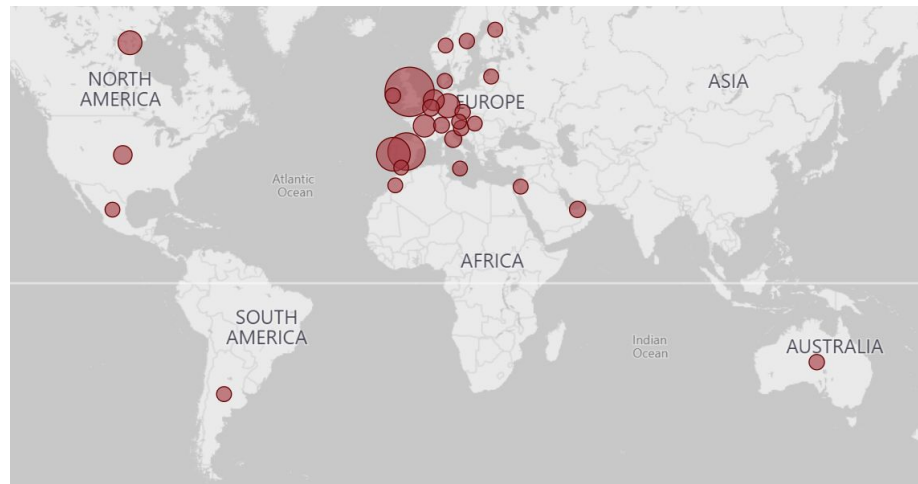 NORTH
AMERICA
ASIA
EUROPE
Atlantic
Ocean
AFRICA
SOUTH
AMERICA
Indian
Ocean
AUSTRALIA